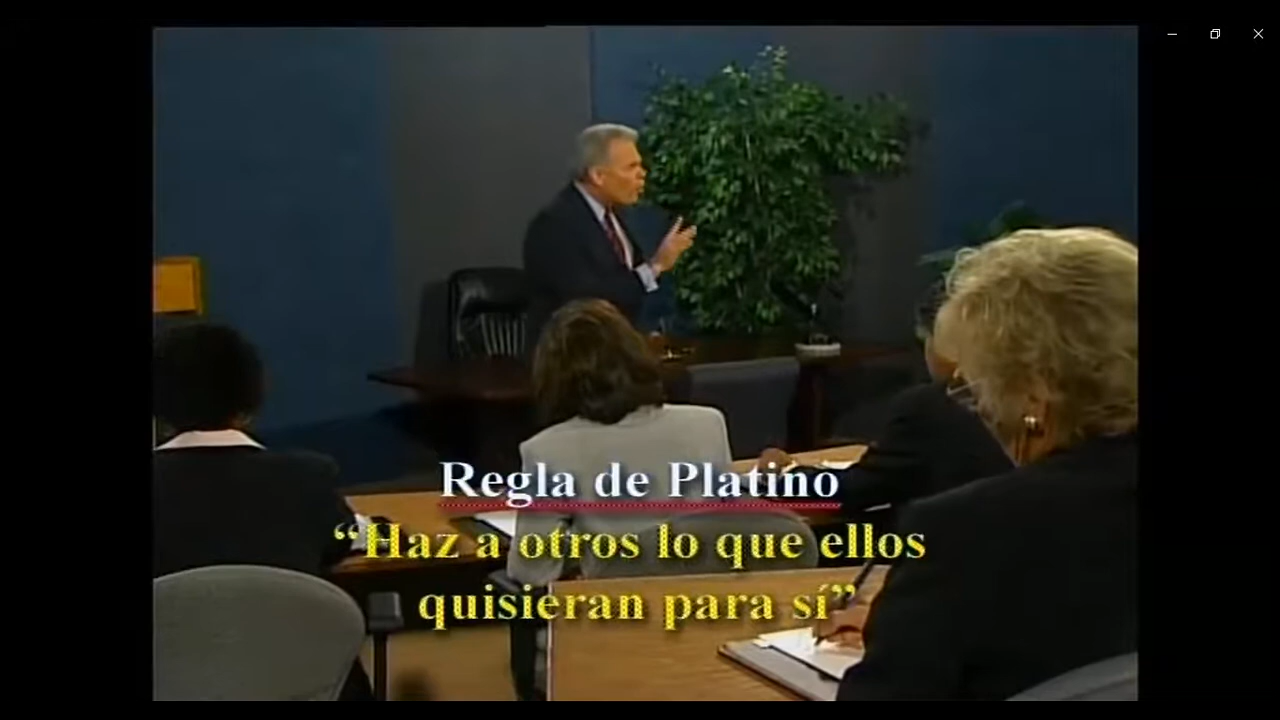 Regla de Platino
“Haz a otros lo que ellos
quisieran para sí”